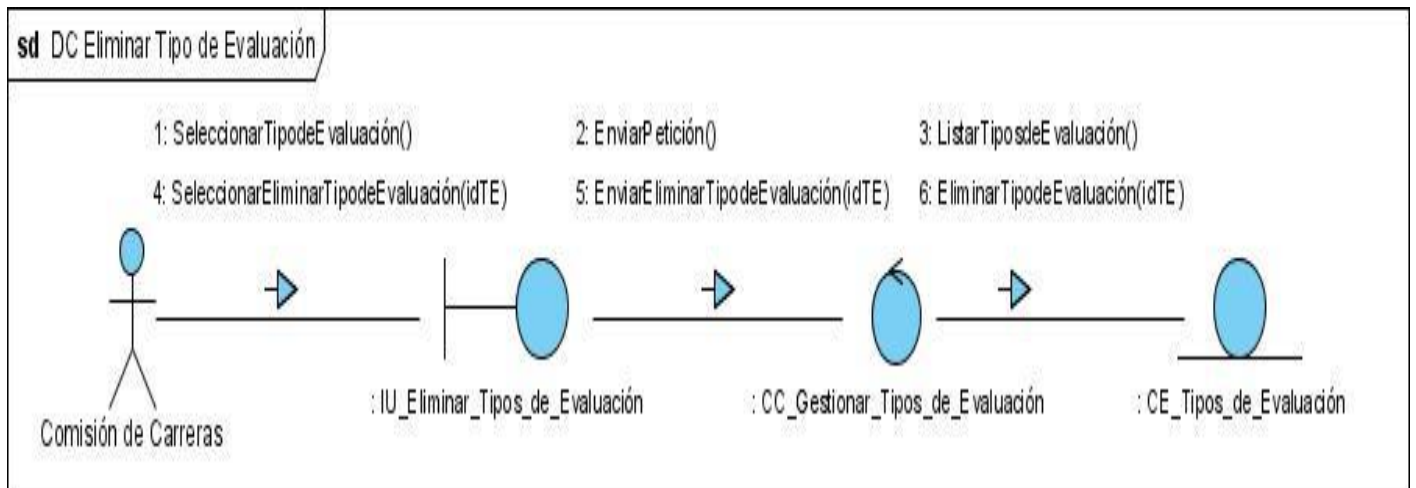 sd DC Eliminar Tipo de Evaluación
1: SeleccionarTipodeEvaluación()
2: EnviarPetición()
3: ListarTiposdeEvaluación()
4: SeleccionarEliminarTipodeEvaluación(idTE)
5: EnviarEliminarTipodeEvaluación(idTE)
6: EliminarTipodeEvaluación(idTE)
: IU_Eliminar_Tipos_de_Evaluación
: CC_Gestionar_Tipos_de_Evaluación
: CE_Tipos_de_Evaluación
Comisión de Carreras